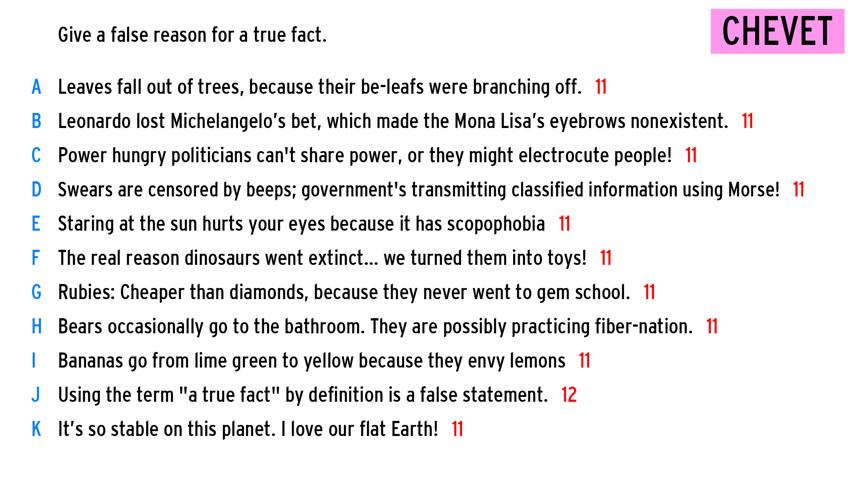 Give a false reason for a true fact.
CHEVET
A Leaves fall out of trees, because their be-leafs were branching off. 11
B Leonardo lost Michelangelo's bet, which made the Mona Lisa's eyebrows nonexistent. 11
C Power hungry politicians can't share power, or they might electrocute people! 11
D Swears are censored by beeps; government's transmitting classified information using Morse! 11
E Staring at the sun hurts your eyes because it has scopophobia 11
F The real reason dinosaurs went extinct... we turned them into toys! 11
G Rubies: Cheaper than diamonds, because they never went to gem school. 11
H Bears occasionally go to the bathroom. They are possibly practicing fiber-nation. 11
I Bananas go from lime green to yellow because they envy lemons 11
J Using the term "a true fact" by definition is a false statement. 12
K It's so stable on this planet. I love our flat Earth! 11